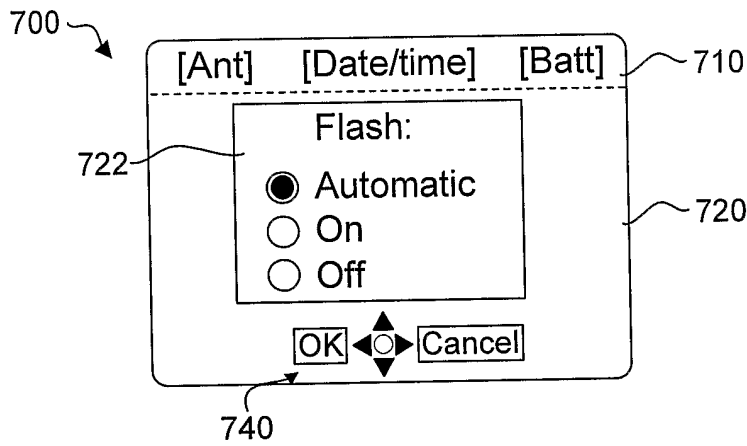 700
[Ant] [Date/time] [Batt] 710
Flash:
722
Automatic
720
On
Off
OK Cancel
740